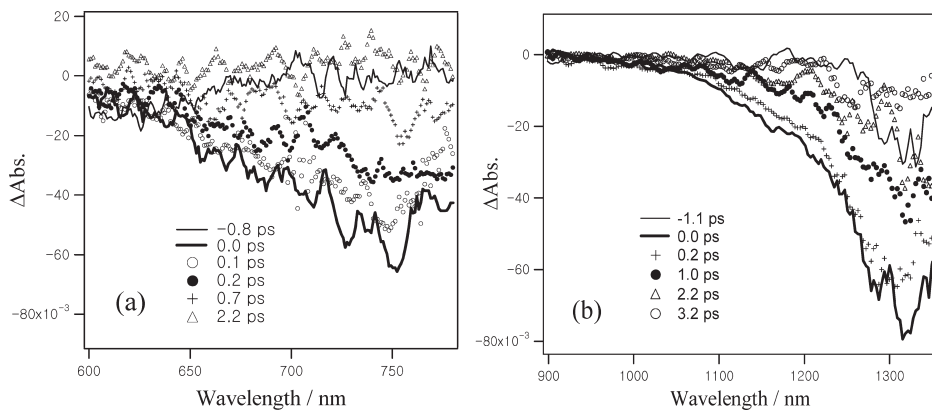 20
0
-20
-40
-60
-80x10⁻³
ΔAbs.
−0.8 ps
0.0 ps
0.1 ps
0.2 ps
0.7 ps
2.2 ps
(a)
600
650
700
750
Wavelength / nm
0
-20
-40
-60
-80x10⁻³
ΔAbs.
-1.1 ps
0.0 ps
0.2 ps
1.0 ps
2.2 ps
3.2 ps
(b)
900
1000
1100
1200
1300
Wavelength / nm